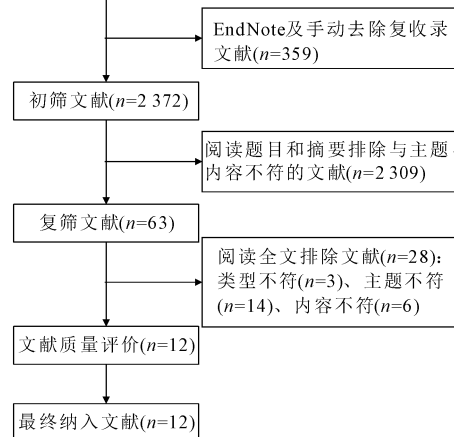 EndNote及手动去除复收录
文献(n=359)
初筛文献(n=2 372)
阅读题目和摘要排除与主题、
内容不符的文献(n=2 309)
复筛文献(n=63)
阅读全文排除文献(n=28)：
类型不符(n=3)、主题不符
(n=14)、内容不符(n=6)
文献质量评价(n=12)
最终纳入文献(n=12)